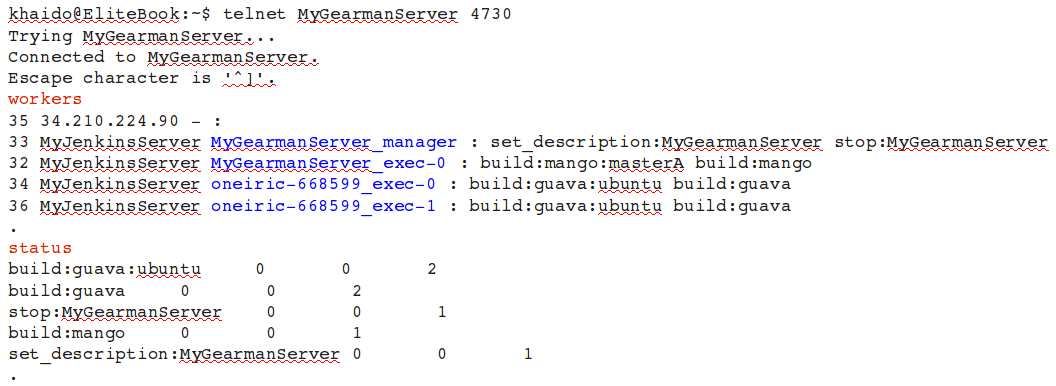 khaido@EliteBook:~$ telnet MyGearmanServer 4730
Trying MyGearmanServer...
Connected to MyGearmanServer.
Escape character is '^]'.
workers
35 34.210.224.90 - :
33 MyJenkinsServer MyGearmanServer_manager : set_description:MyGearmanServer stop:MyGearmanServer
32 MyJenkinsServer MyGearmanServer_exec-0 : build:mango:masterA build:mango
34 MyJenkinsServer oneiric-668599_exec-0 : build:guava:ubuntu build:guava
36 MyJenkinsServer oneiric-668599_exec-1 : build:guava:ubuntu build:guava
.
status
build:guava:ubuntu 0 0 2
build:guava 0 0 2
stop:MyGearmanServer 0 0 1
build:mango 0 0 1
set_description:MyGearmanServer 0 0 1
.